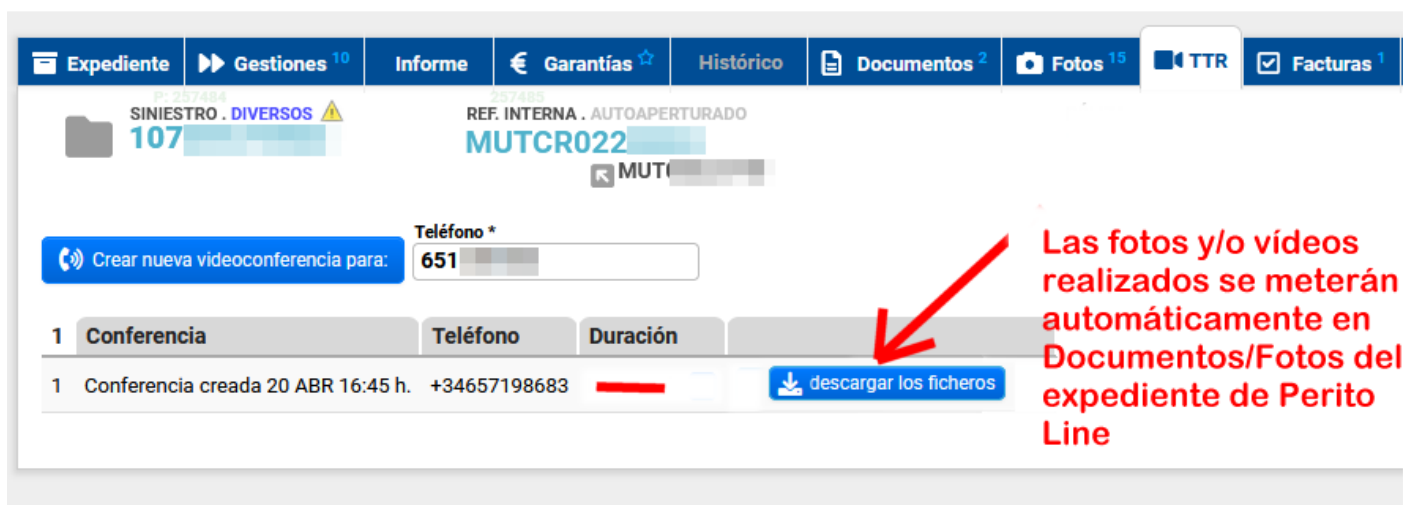 Expediente Gestiones 10 Informe € Garantías Histórico Documentos 2 Fotos 15 TTR Facturas 1
P: 257484 257485
SINIESTRO . DIVERSOS REF. INTERNA . AUTOAPERTURADO
107 MUTCR022
MUT
Teléfono *
Crear nueva videoconferencia para: 651
Las fotos y/o vídeos
realizados se meterán
automáticamente en
Documentos/Fotos del
expediente de Perito
Line
1 Conferencia Teléfono Duración
1 Conferencia creada 20 ABR 16:45 h. +34657198683 descargar los ficheros